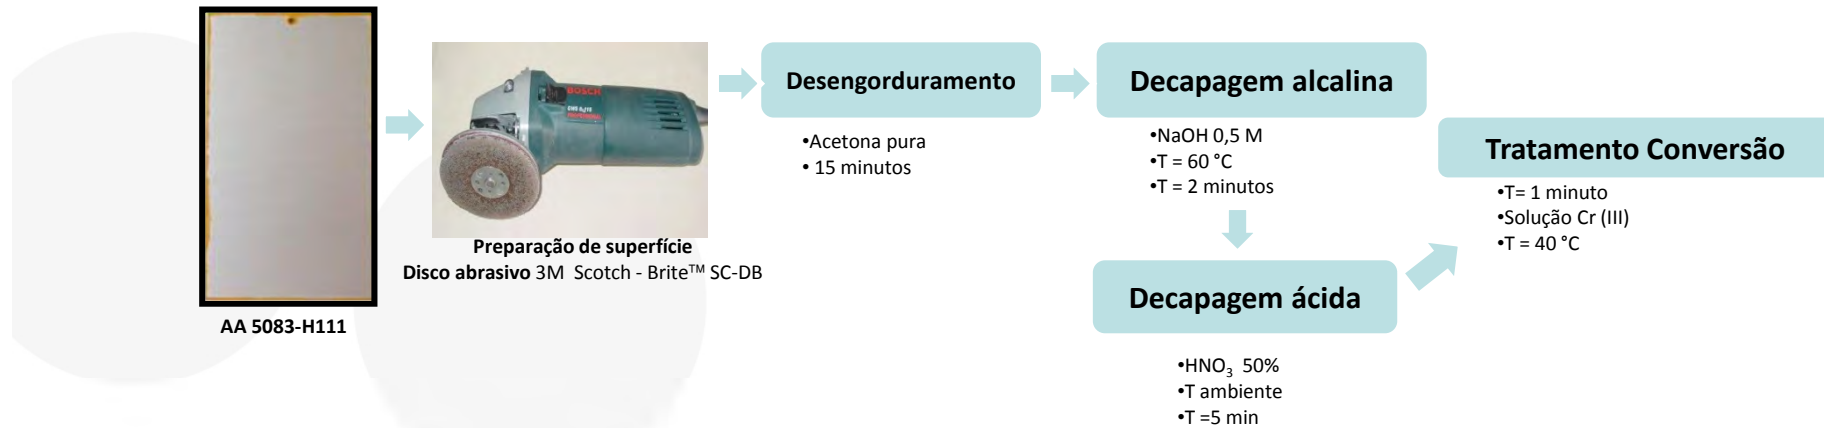 AA 5083-H111
BOSCH
Preparação de superfície
Disco abrasivo 3M Scotch - Brite™ SC-DB
Desengorduramento
•Acetona pura
• 15 minutos
Decapagem alcalina
•NaOH 0,5 M
•T = 60 °C
•T = 2 minutos
Decapagem ácida
•HNO₃ 50%
•T ambiente
•T =5 min
Tratamento Conversão
•T= 1 minuto
•Solução Cr (III)
•T = 40 °C